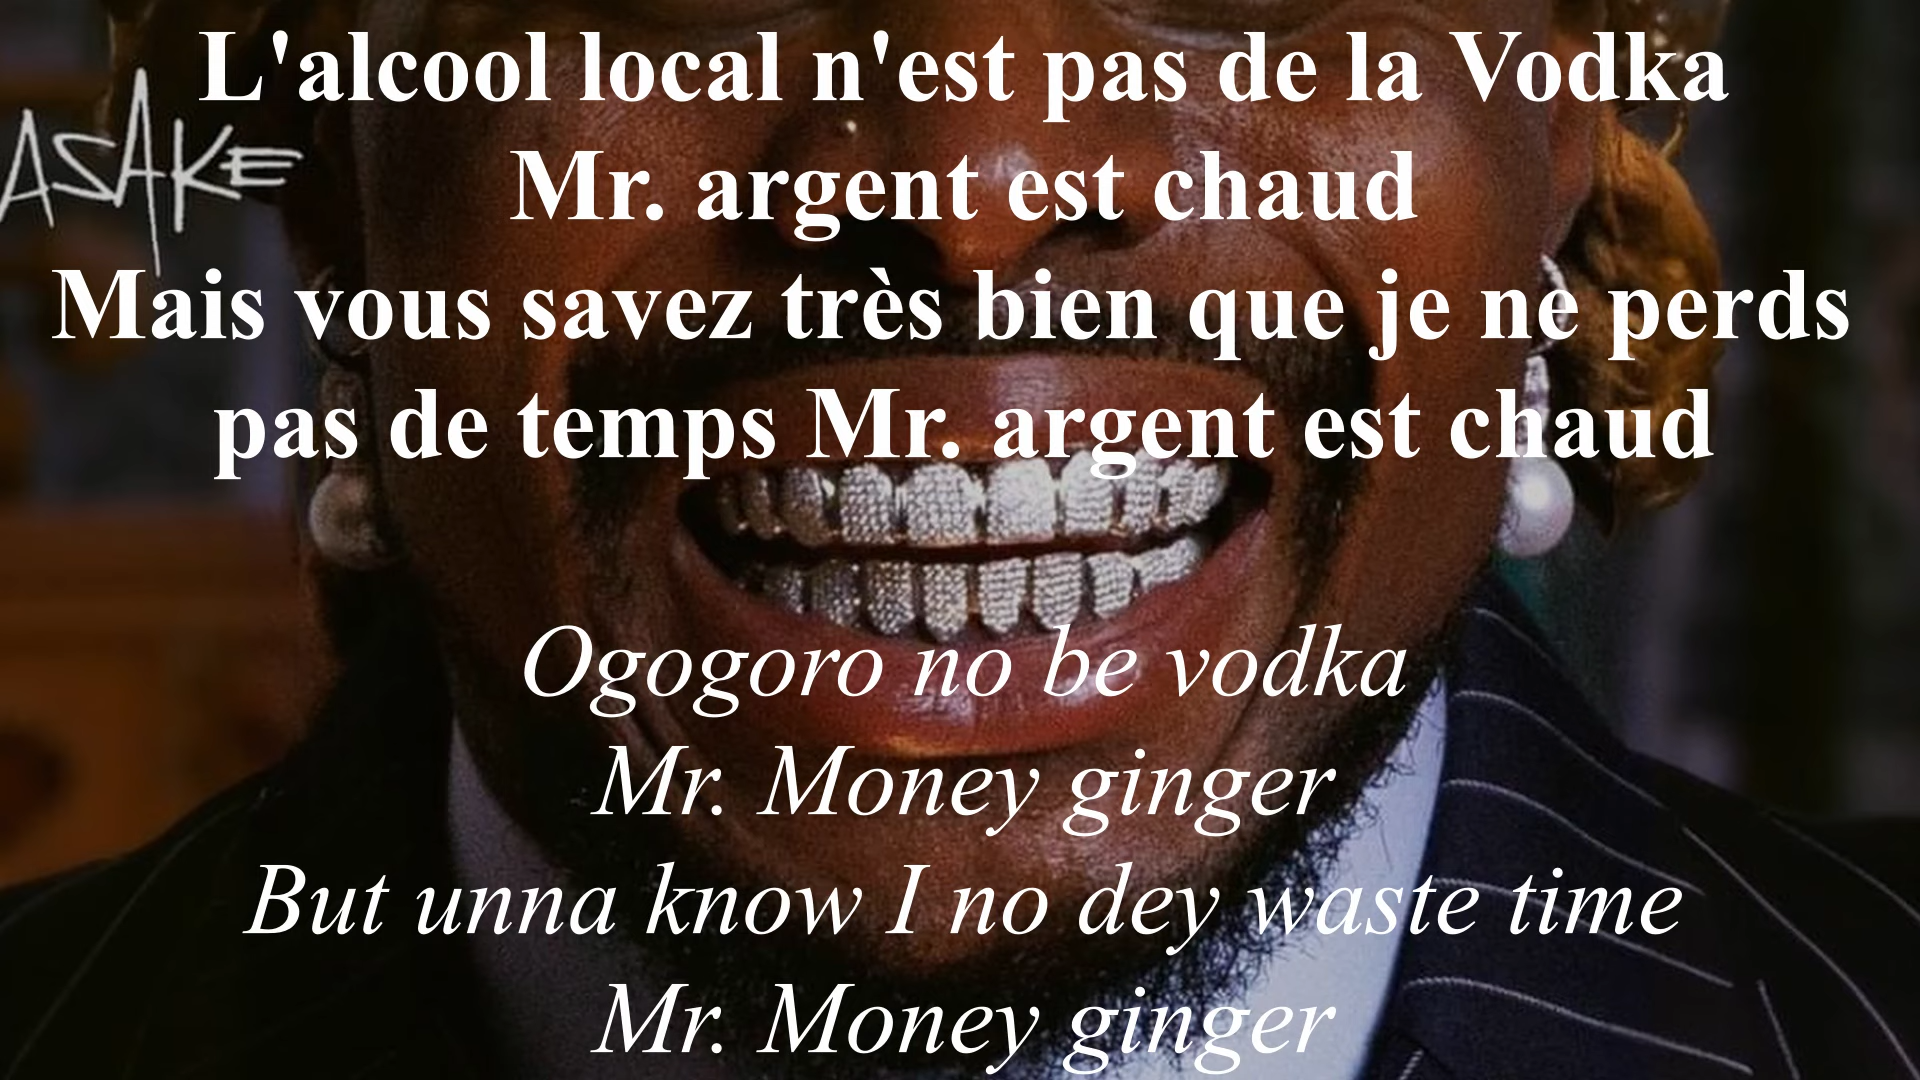 L'alcool local n'est pas de la Vodka
ASAKE
Mr. argent est chaud
Mais vous savez très bien que je ne perds
pas de temps Mr. argent est chaud
Ogogoro no be vodka
Mr. Money ginger
But unna know I no dey waste time
Mr. Money ginger